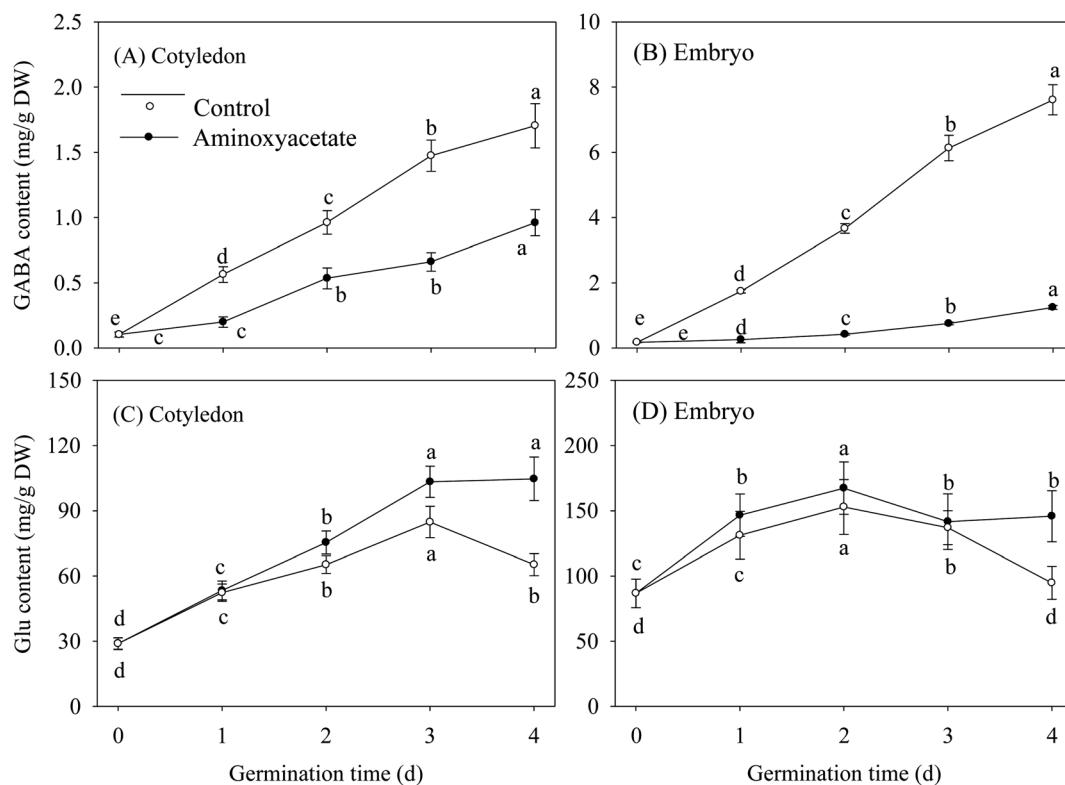 2.5
2.0
1.5
1.0
0.5
0.0
GABA content (mg/g DW)
(A) Cotyledon
Control
Aminoxyacetate
e
d
c
b
a
c
c
b
b
a
10
8
6
4
2
0
(B) Embryo
e
d
c
b
a
e
d
c
b
a
150
120
90
60
30
0
Glu content (mg/g DW)
(C) Cotyledon
d
c
b
a
a
d
c
b
a
b
0 1 2 3 4
Germination time (d)
250
200
150
100
50
0
(D) Embryo
c
b
a
b
b
d
c
a
b
d
0 1 2 3 4
Germination time (d)